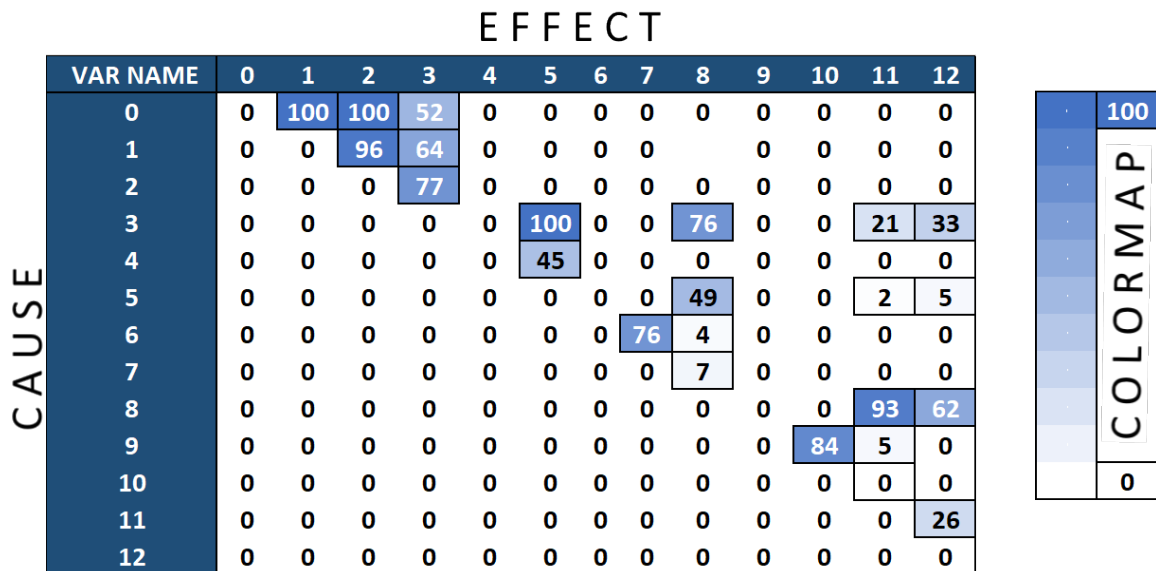 E F F E C T
VAR NAME 0 1 2 3 4 5 6 7 8 9 10 11 12
0 0 100 100 52 0 0 0 0 0 0 0 0 0
1 0 0 96 64 0 0 0 0 0 0 0 0
2 0 0 0 77 0 0 0 0 0 0 0 0 0
3 0 0 0 0 0 100 0 0 76 0 0 21 33
4 0 0 0 0 0 45 0 0 0 0 0 0 0
5 0 0 0 0 0 0 0 0 49 0 0 2 5
6 0 0 0 0 0 0 0 76 4 0 0 0 0
7 0 0 0 0 0 0 0 0 7 0 0 0 0
8 0 0 0 0 0 0 0 0 0 0 0 93 62
9 0 0 0 0 0 0 0 0 0 0 84 5 0
10 0 0 0 0 0 0 0 0 0 0 0 0 0
11 0 0 0 0 0 0 0 0 0 0 0 0 26
12 0 0 0 0 0 0 0 0 0 0 0 0 0
C A U S E
100
C O L O R M A P
0